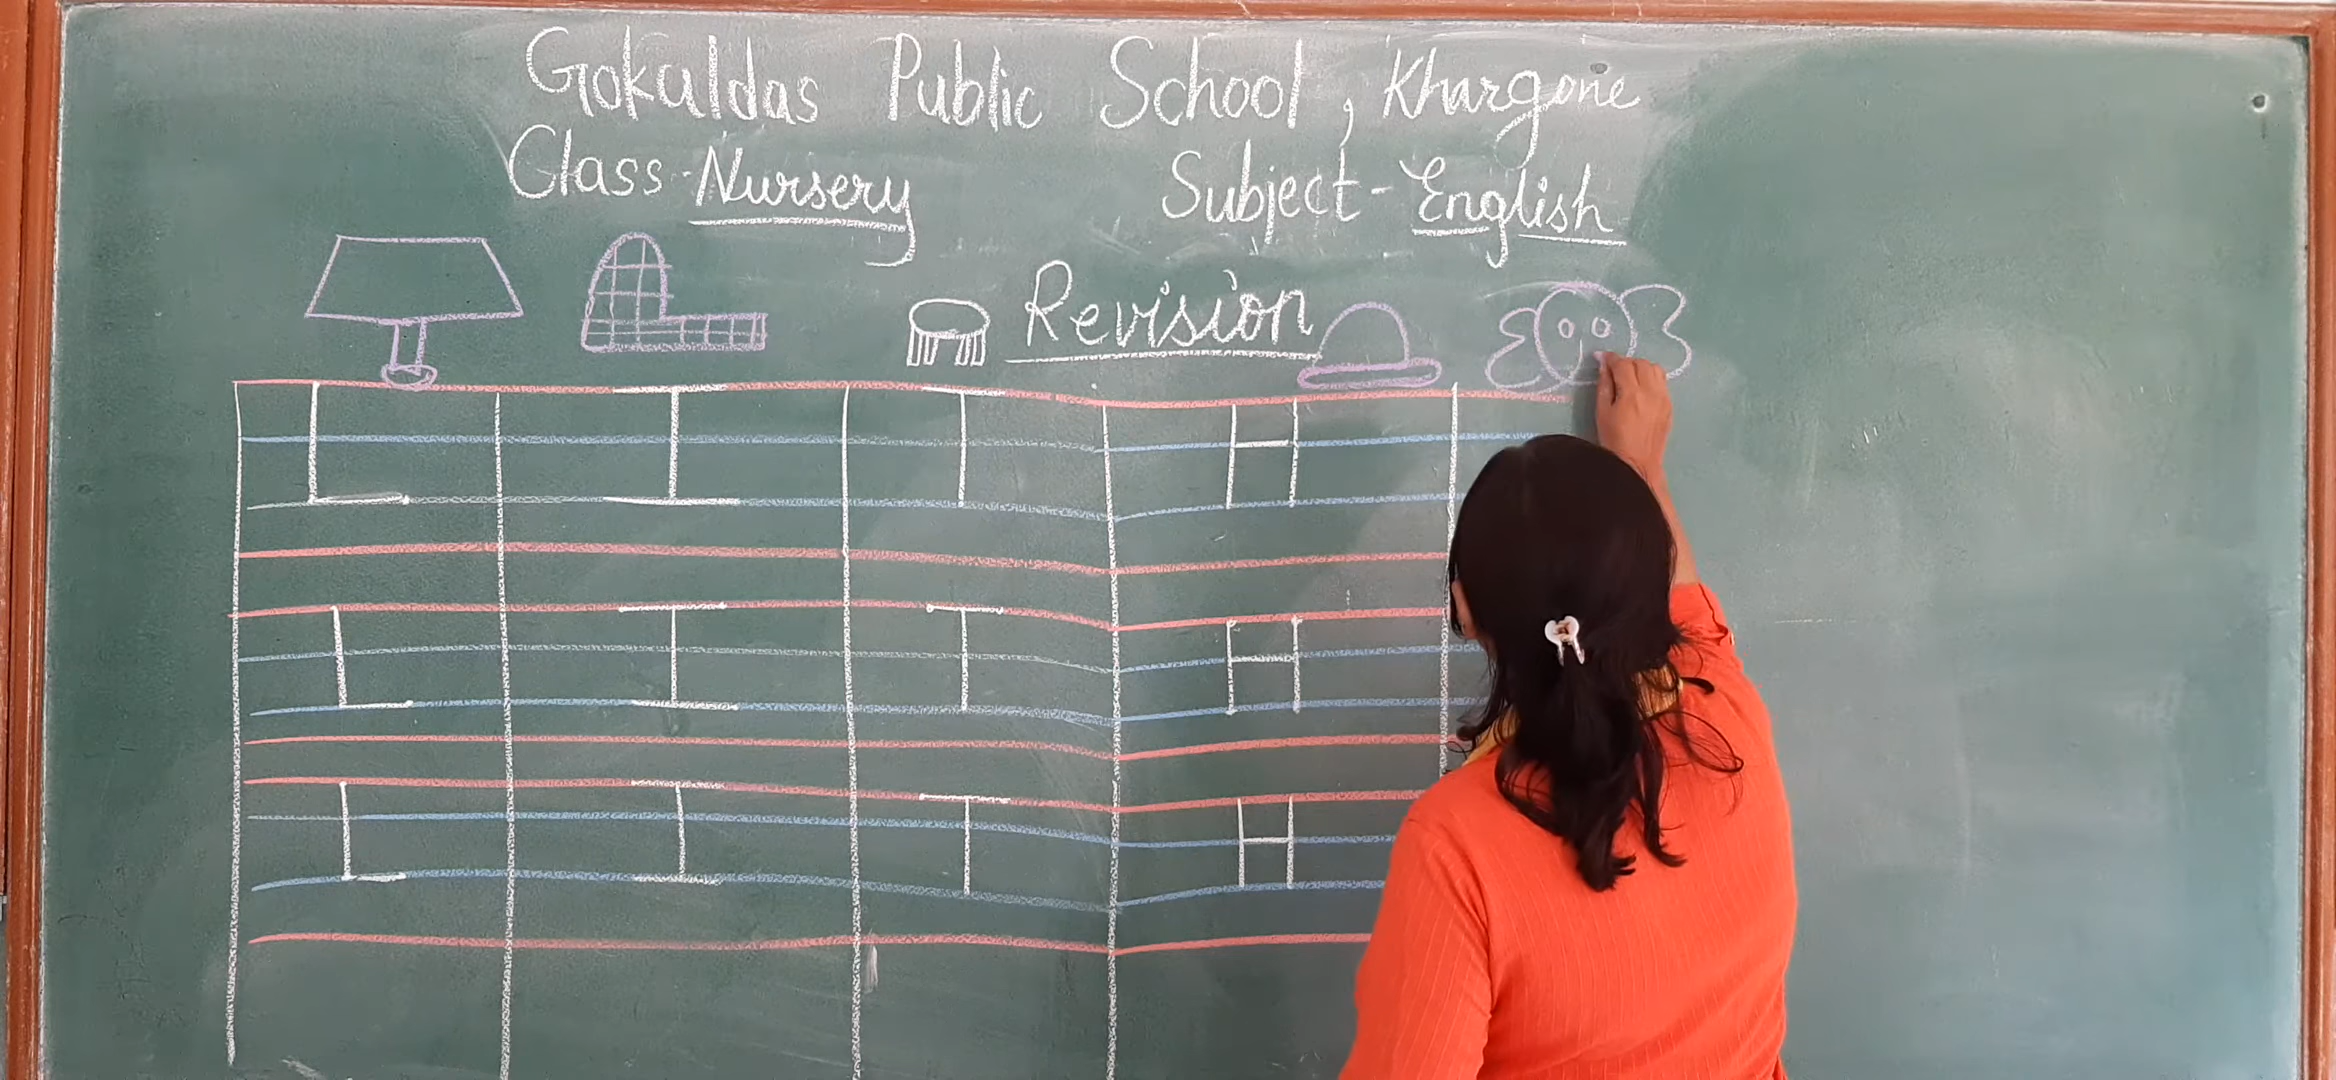 Gokuldas Public School, Khargone
Class-Nursery Subject-English
Revision
L I T H
L I T H
L I T H